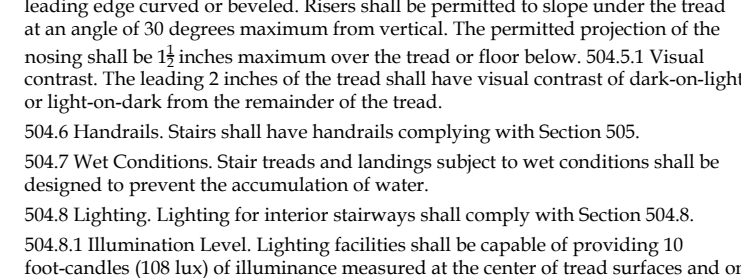 leading edge curved or beveled. Risers shall be permitted to slope under the tread
at an angle of 30 degrees maximum from vertical. The permitted projection of the
nosing shall be 1½ inches maximum over the tread or floor below. 504.5.1 Visual
contrast. The leading 2 inches of the tread shall have visual contrast of dark-on-light
or light-on-dark from the remainder of the tread.
504.6 Handrails. Stairs shall have handrails complying with Section 505.
504.7 Wet Conditions. Stair treads and landings subject to wet conditions shall be
designed to prevent the accumulation of water.
504.8 Lighting. Lighting for interior stairways shall comply with Section 504.8.
504.8.1 Illumination Level. Lighting facilities shall be capable of providing 10
foot-candles (108 lux) of illuminance measured at the center of tread surfaces and on